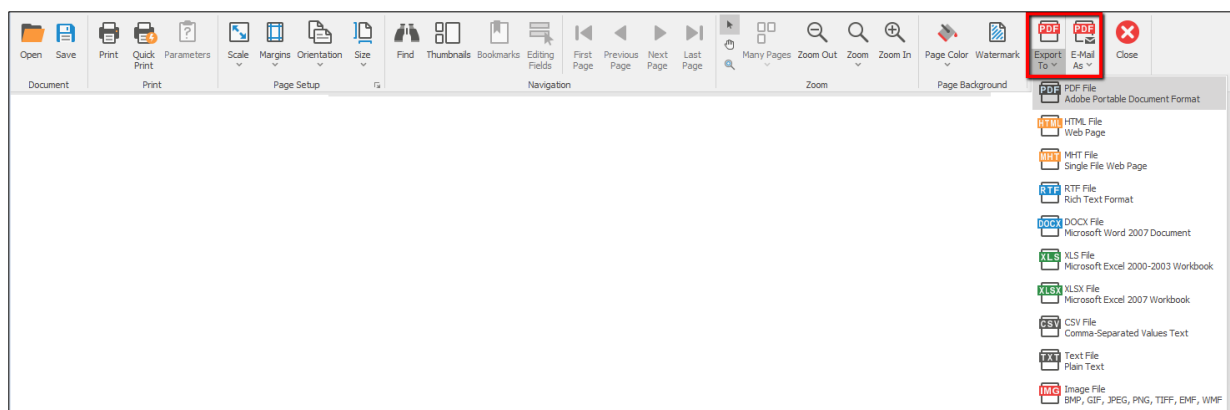 Open Save Print Quick Print Parameters Scale Margins Orientation Size Find Thumbnails Bookmarks Editing Fields First Page Previous Page Next Page Last Page Many Pages Zoom Out Zoom Zoom In Page Color Watermark Export To E-Mail As Close
Document Print Page Setup Navigation Zoom Page Background
PDF PDF
PDF PDF File
Adobe Portable Document Format
HTML HTML File
Web Page
MHT MHT File
Single File Web Page
RTF RTF File
Rich Text Format
DOCX DOCX File
Microsoft Word 2007 Document
XLS XLS File
Microsoft Excel 2000-2003 Workbook
XLSX XLSX File
Microsoft Excel 2007 Workbook
CSV CSV File
Comma-Separated Values Text
TXT Text File
Plain Text
IMG Image File
BMP, GIF, JPEG, PNG, TIFF, EMF, WMF